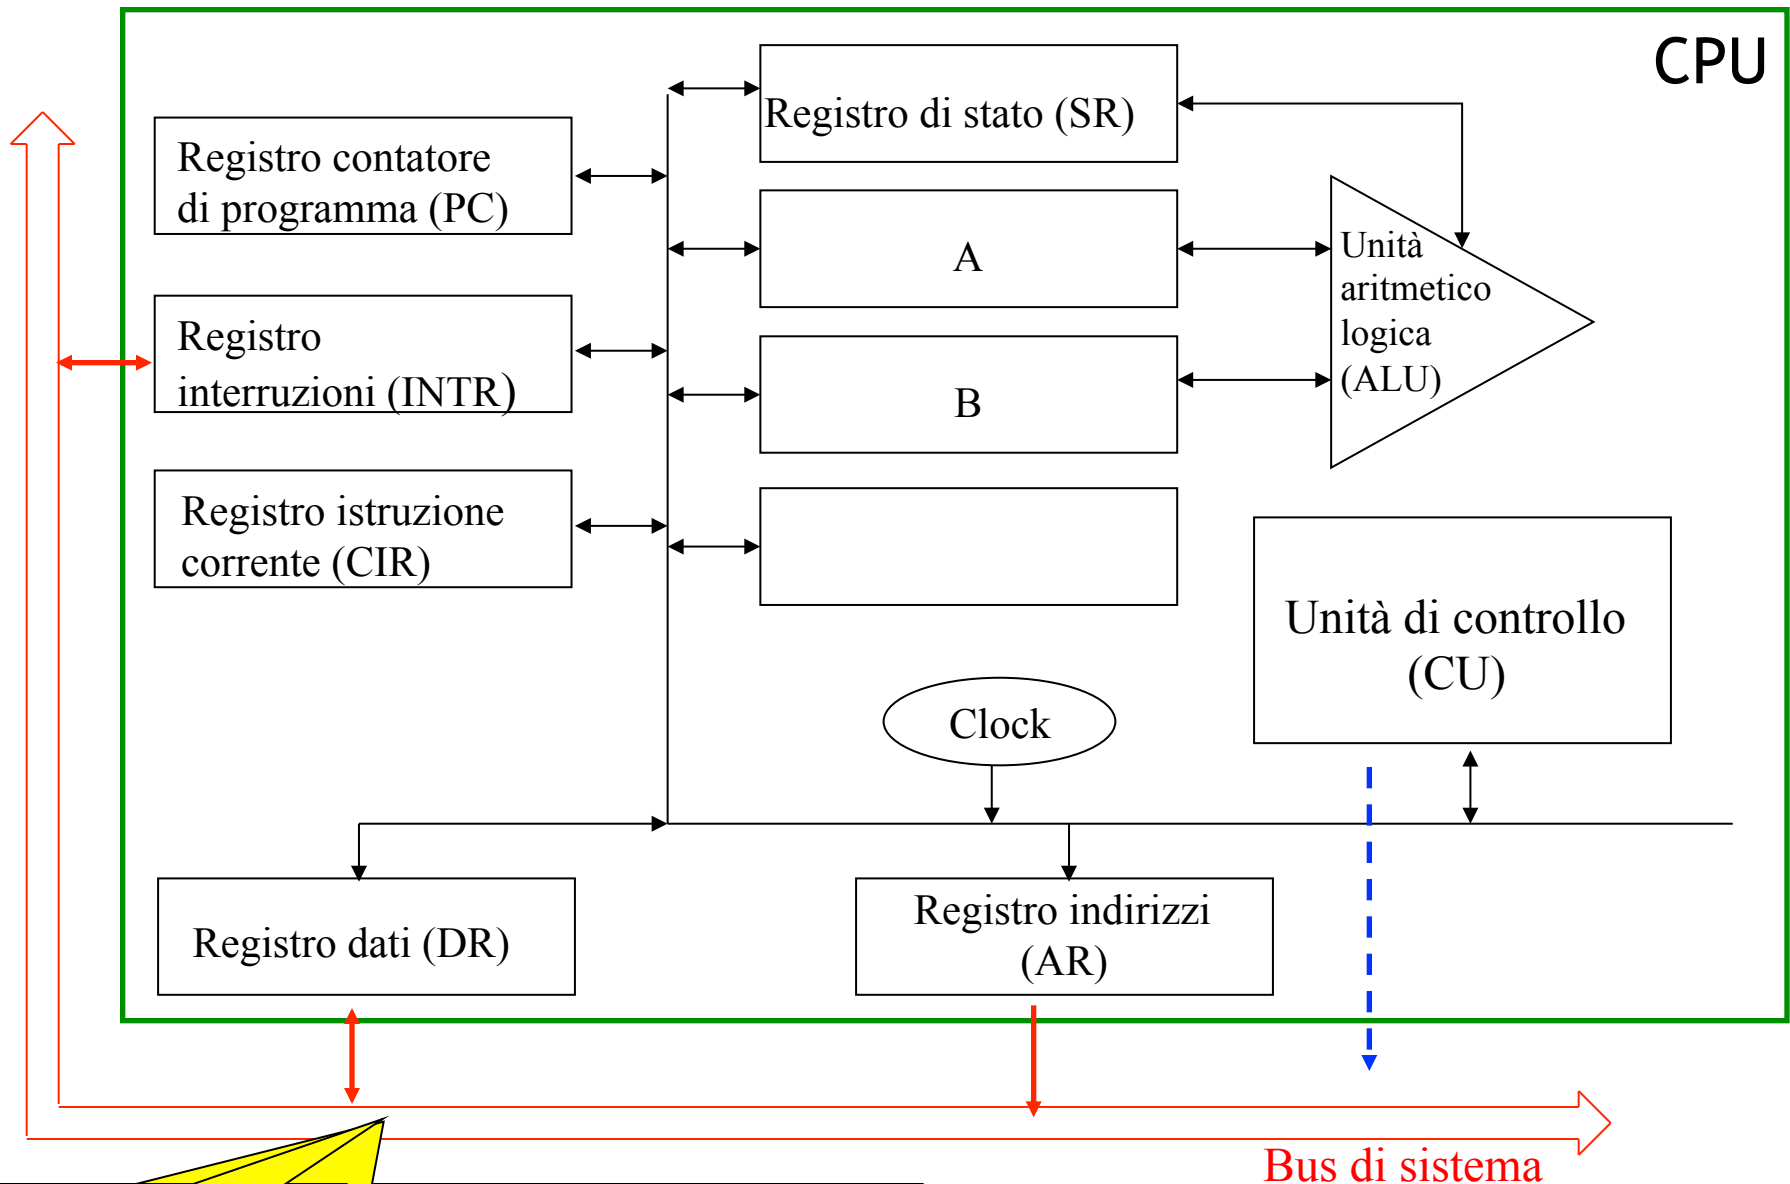 CPU
Registro di stato (SR)
Registro contatore
di programma (PC)
A
Unità
aritmetico
logica
(ALU)
Registro
interruzioni (INTR)
B
Registro istruzione
corrente (CIR)
Unità di controllo
(CU)
Clock
Registro dati (DR)
Registro indirizzi
(AR)
Bus di sistema